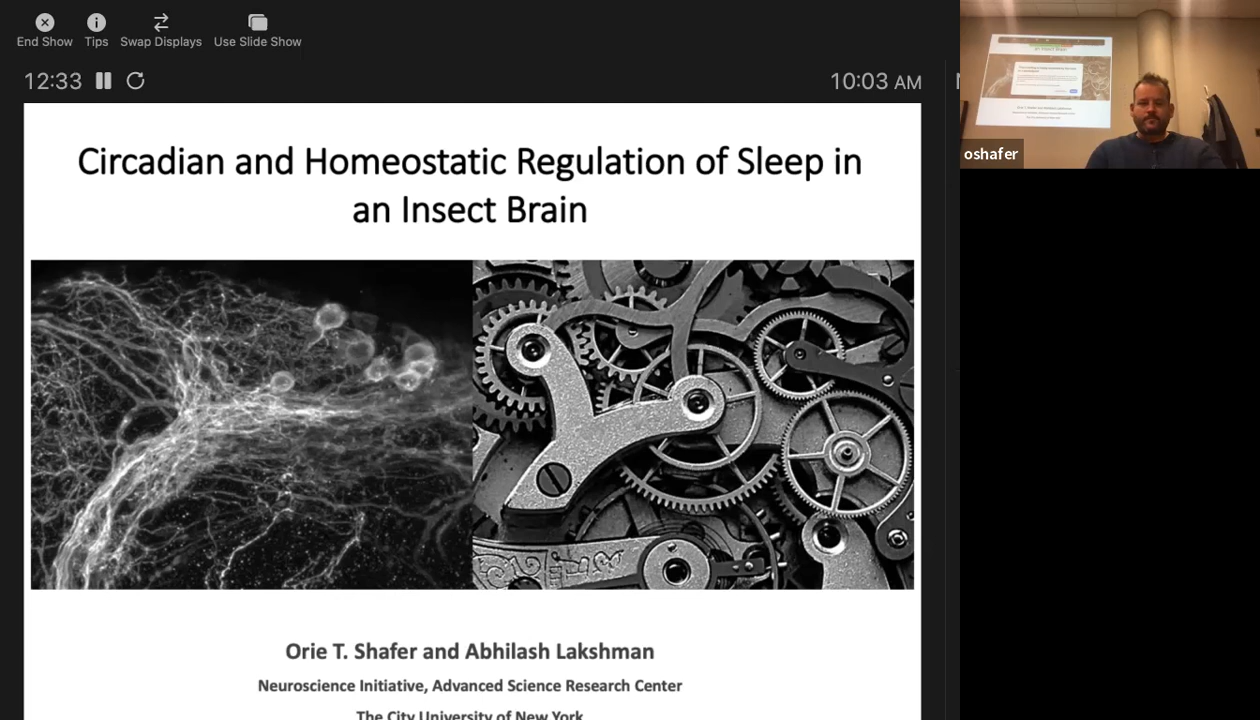 End Show
Tips
Swap Displays
Use Slide Show
12:33
10:03 AM
Circadian and Homeostatic Regulation of Sleep in
an Insect Brain
oshafer
Orie T. Shafer and Abhilash Lakshman
Neuroscience Initiative, Advanced Science Research Center
The City University of New York